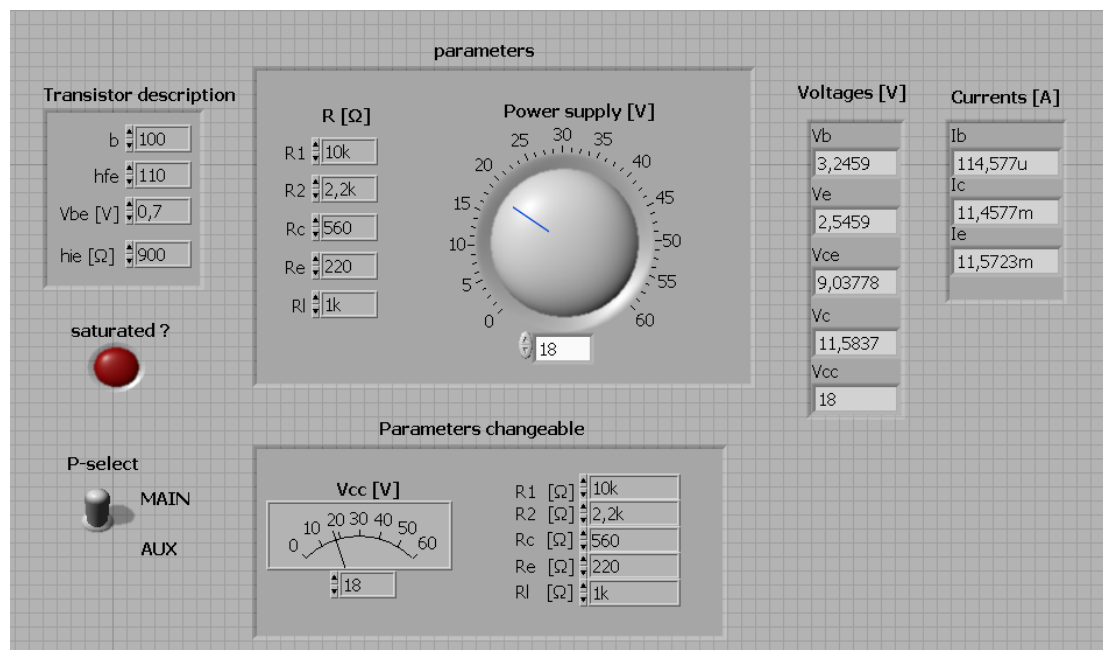 parameters
Transistor description
b 100
hfe 110
Vbe [V] 0,7
hie [Ω] 900
R [Ω]
R1 10k
R2 2,2k
Rc 560
Re 220
Rl 1k
Power supply [V]
0 5 10 15 20 25 30 35 40 45 50 55 60
18
Voltages [V]
Vb
3,2459
Ve
2,5459
Vce
9,03778
Vc
11,5837
Vcc
18
Currents [A]
Ib
114,577u
Ic
11,4577m
Ie
11,5723m
saturated ?
P-select
MAIN
AUX
Parameters changeable
Vcc [V]
0 10 20 30 40 50 60
18
R1 [Ω] 10k
R2 [Ω] 2,2k
Rc [Ω] 560
Re [Ω] 220
Rl [Ω] 1k